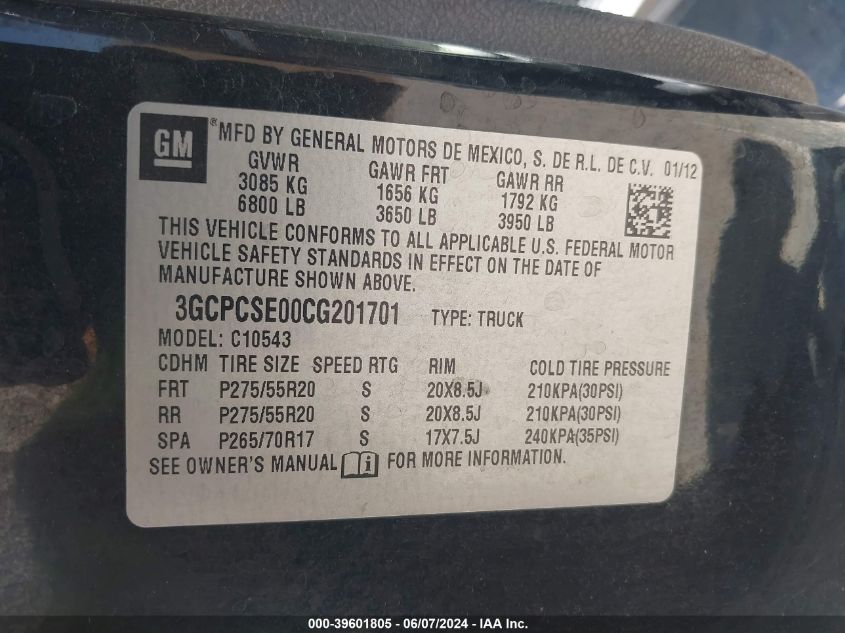 GM ® MFD BY GENERAL MOTORS DE MEXICO, S. DE R.L. DE C.V. 01/12
GVWR GAWR FRT GAWR RR
3085 KG 1656 KG 1792 KG
6800 LB 3650 LB 3950 LB
THIS VEHICLE CONFORMS TO ALL APPLICABLE U.S. FEDERAL MOTOR
VEHICLE SAFETY STANDARDS IN EFFECT ON THE DATE OF
MANUFACTURE SHOWN ABOVE.
3GCPCSE00CG201701 TYPE: TRUCK
MODEL: C10543
CDHM TIRE SIZE SPEED RTG RIM COLD TIRE PRESSURE
FRT P275/55R20 S 20X8.5J 210KPA(30PSI)
RR P275/55R20 S 20X8.5J 210KPA(30PSI)
SPA P265/70R17 S 17X7.5J 240KPA(35PSI)
SEE OWNER'S MANUAL i FOR MORE INFORMATION.
000-39601805 - 06/07/2024 - IAA Inc.